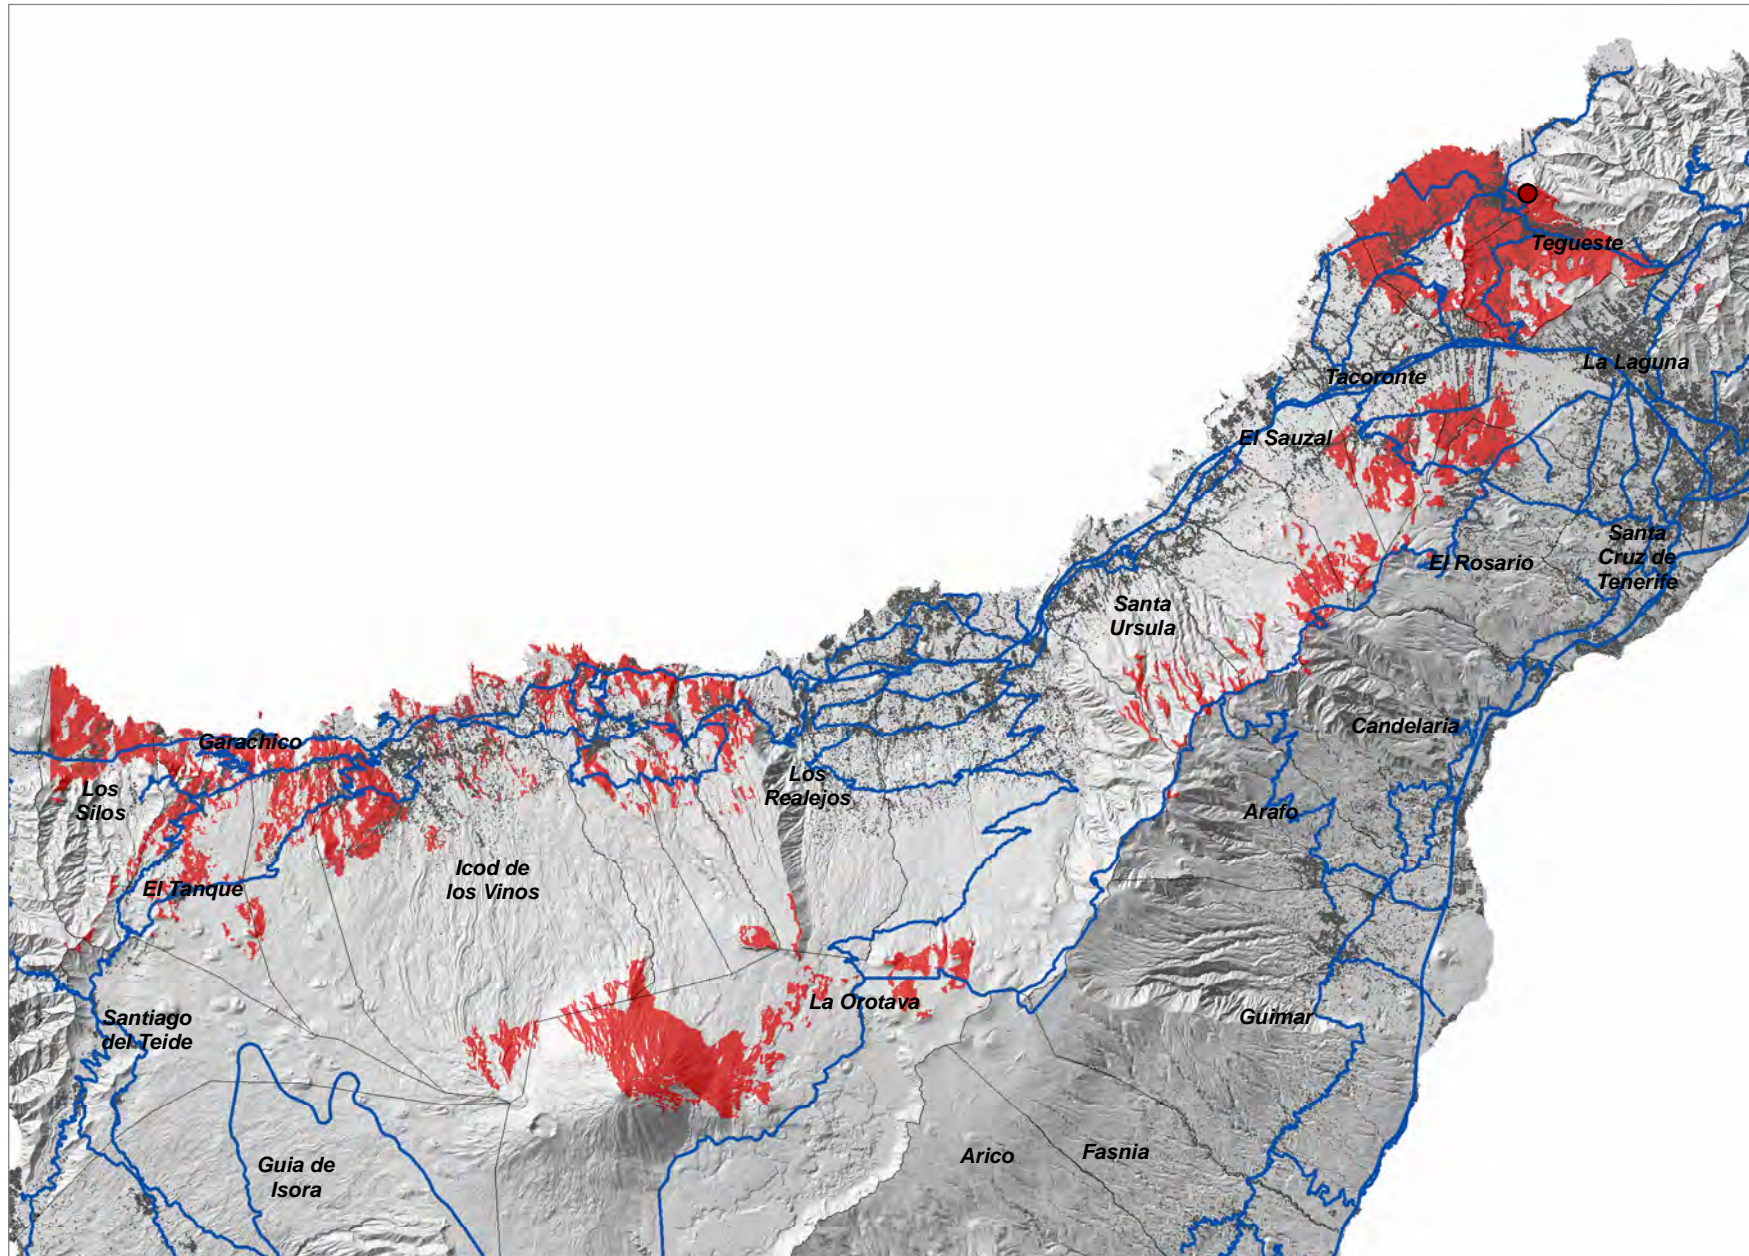 Tegueste
La Laguna
Tacoronte
El Sauzal
Santa
Cruz de
Tenerife
El Rosario
Santa
Ursula
Candelaria
Garachico
Los
Silos
Los
Realejos
Arafo
Icod de
los Vinos
El Tanque
La Orotava
Guimar
Santiago
del Teide
Arico
Fasnia
Guia de
Isora